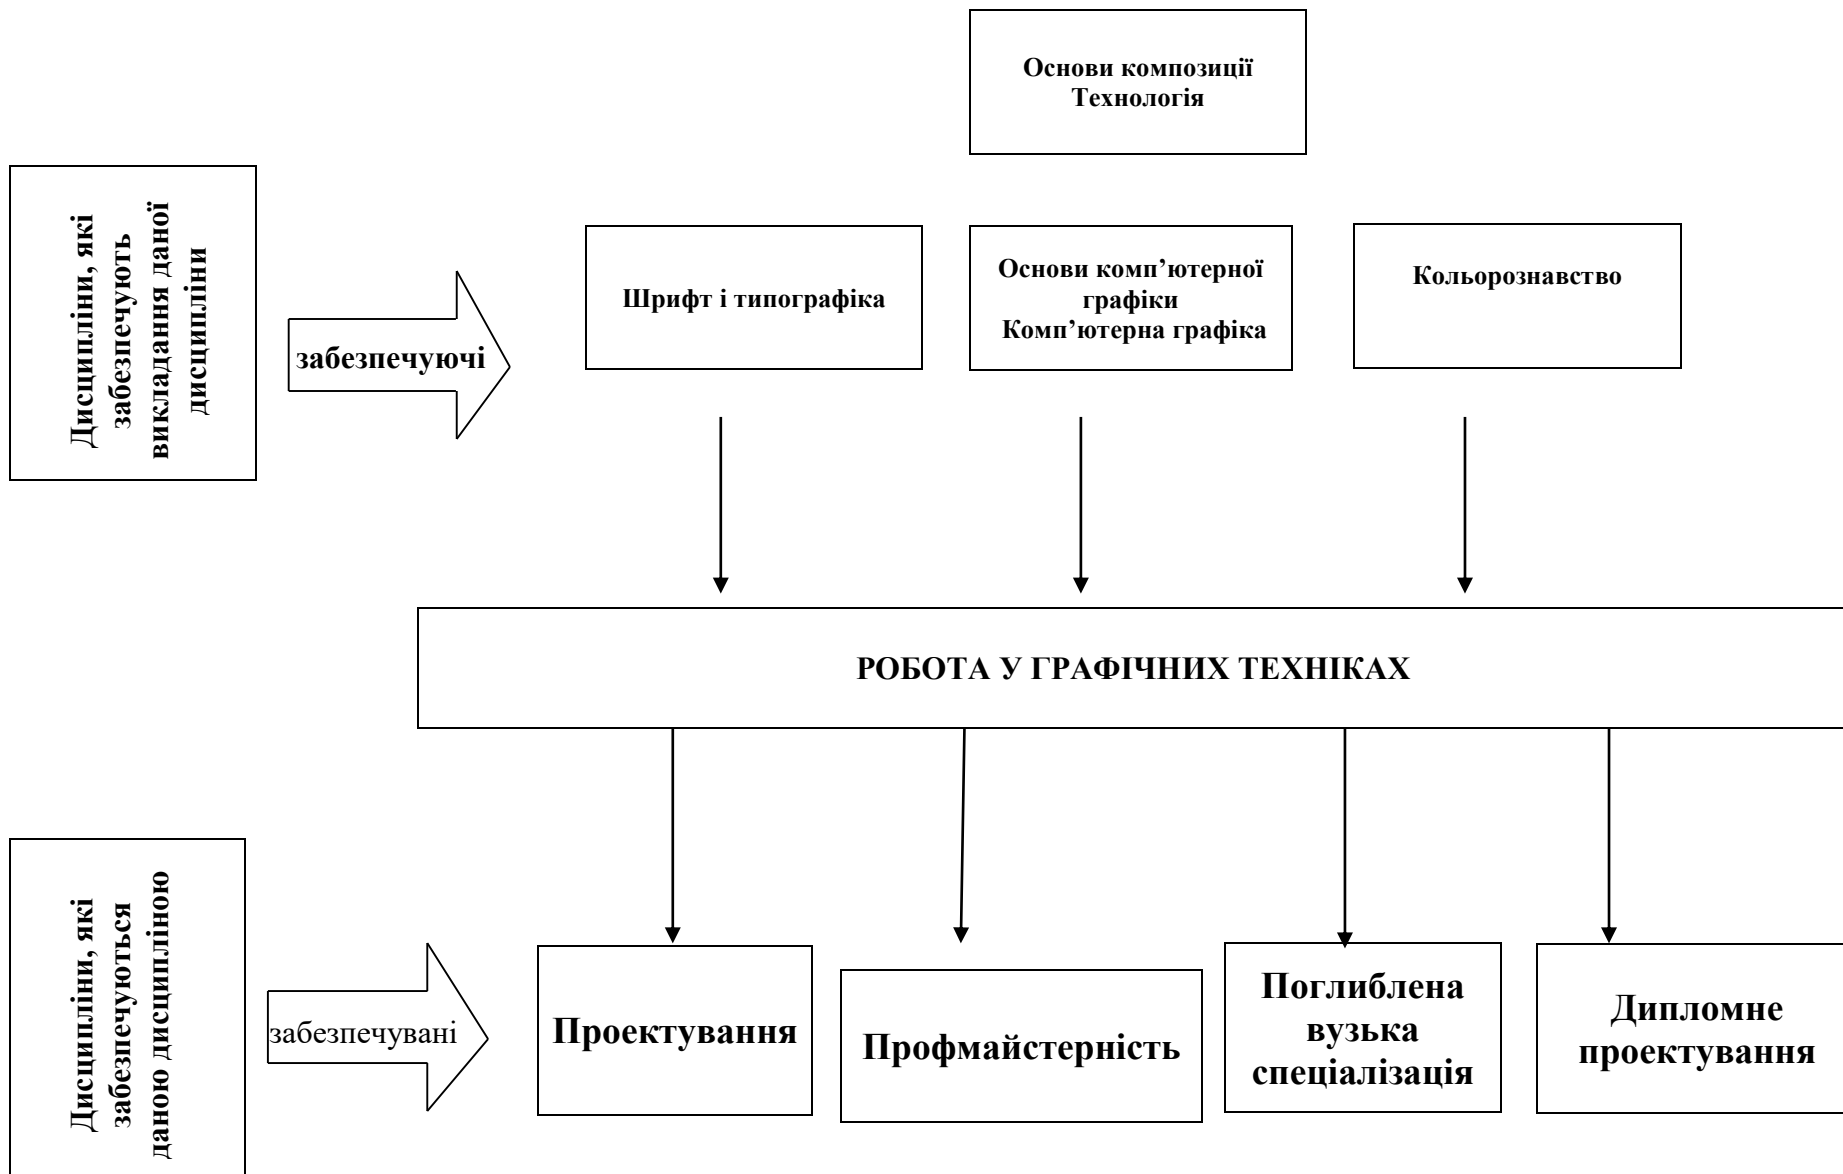 Основи композиції
Технологія
Дисципліни, які
забезпечують
викладання даної
дисципліни
забезпечуючі
Шрифт і типографіка
Основи комп’ютерної
графіки
Комп’ютерна графіка
Кольорознавство
РОБОТА У ГРАФІЧНИХ ТЕХНІКАХ
Дисципліни, які
забезпечуються
даною дисципліною
забезпечувані
Проектування
Профмайстерність
Поглиблена
вузька
спеціалізація
Дипломне
проектування